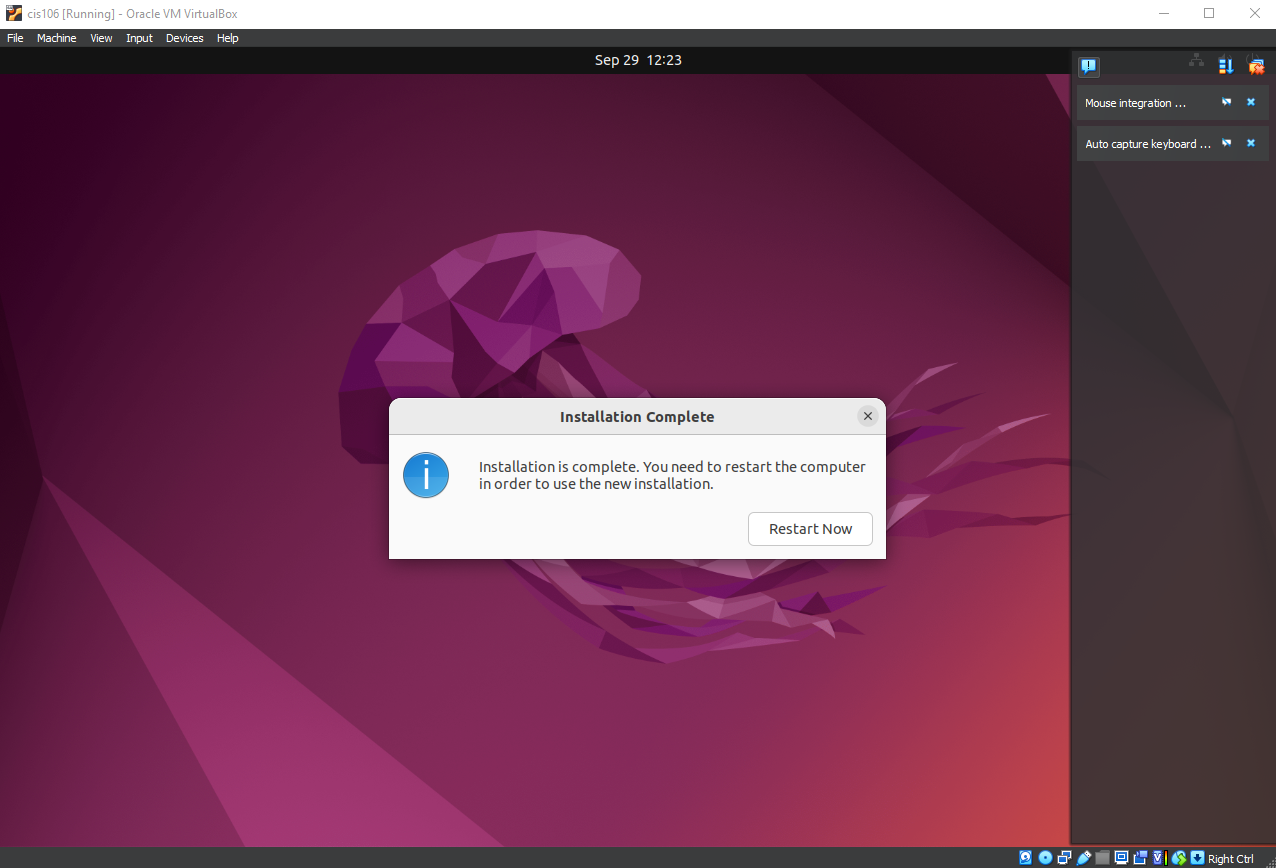 cis106 [Running] - Oracle VM VirtualBox
File Machine View Input Devices Help
Sep 29 12:23
Mouse integration ...
Auto capture keyboard ...
Installation Complete
Installation is complete. You need to restart the computer
in order to use the new installation.
Restart Now
Right Ctrl